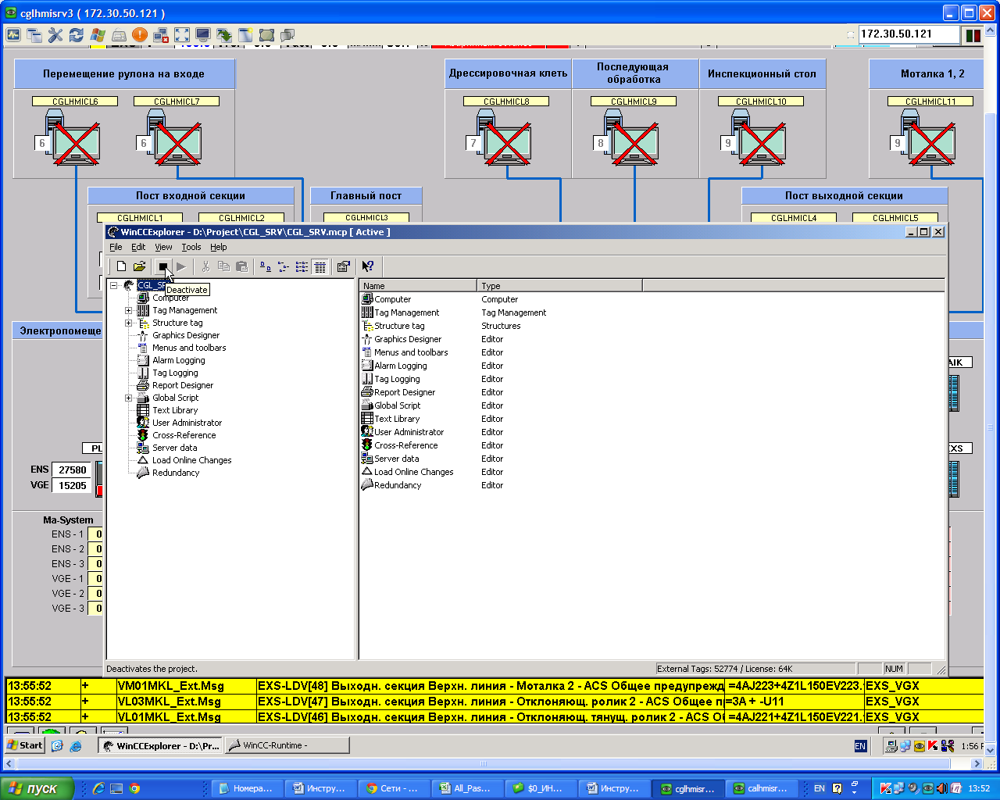 cglhmisrv3 ( 172.30.50.121 )
172.30.50.121
Перемещение рулона на входе
Дрессировочная клеть
Последующая обработка
Инспекционный стол
Моталка 1, 2
CGLHMICL6
CGLHMICL7
CGLHMICL8
CGLHMICL9
CGLHMICL10
CGLHMICL11
6
6
7
8
9
9
Пост входной секции
Главный пост
Пост выходной секции
CGLHMICL1
CGLHMICL2
CGLHMICL3
CGLHMICL4
CGLHMICL5
WinCCExplorer - D:\Project\CGL_SRV\CGL_SRV.mcp [ Active ]
File Edit View Tools Help
Deactivate
Computer
Tag Management
Structure tag
Graphics Designer
Menus and toolbars
Alarm Logging
Tag Logging
Report Designer
Global Script
Text Library
User Administrator
Cross-Reference
Server data
Load Online Changes
Redundancy
Name Type
Computer Computer
Tag Management Tag Management
Structure tag Structures
Graphics Designer Editor
Menus and toolbars Editor
Alarm Logging Editor
Tag Logging Editor
Report Designer Editor
Global Script Editor
Text Library Editor
User Administrator Editor
Cross-Reference Editor
Server data Editor
Load Online Changes Editor
Redundancy Editor
Электропомеще
AIK
PL
EXS
ENS 27580
VGE 15205
Ma-System
ENS - 1 0
ENS - 2 0
ENS - 3 0
VGE - 1 0
VGE - 2 0
VGE - 3 0
Deactivates the project.
External Tags: 52774 / License: 64K
NUM
13:55:52 + VM01MKL_Ext.Msg EXS-LDV[48] Выходн. секция Верхн. линия - Моталка 2 - ACS Общее предупрежд =4AJ223+4Z1L150EV223. EXS_VGX
13:55:52 + VL03MKL_Ext.Msg EXS-LDV[47] Выходн. секция Верхн. линия - Отклоняющ. ролик 2 - ACS Общее пр =3A + -U11 EXS_VGX
13:55:52 + VL01MKL_Ext.Msg EXS-LDV[46] Выходн. секция Верхн. линия - Отклоняющ. тянущ. ролик 2 - ACS О =4AJ221+4Z1L150EV221. EXS_VGX
Start
WinCCExplorer - D:\Pr...
WinCC-Runtime -
EN
1:56 P
пуск
Номера...
Инстру...
Сети - ...
All_Pas...
$0_ИН...
Инстру...
cglhmisr...
calhmisr...
EN
13:52